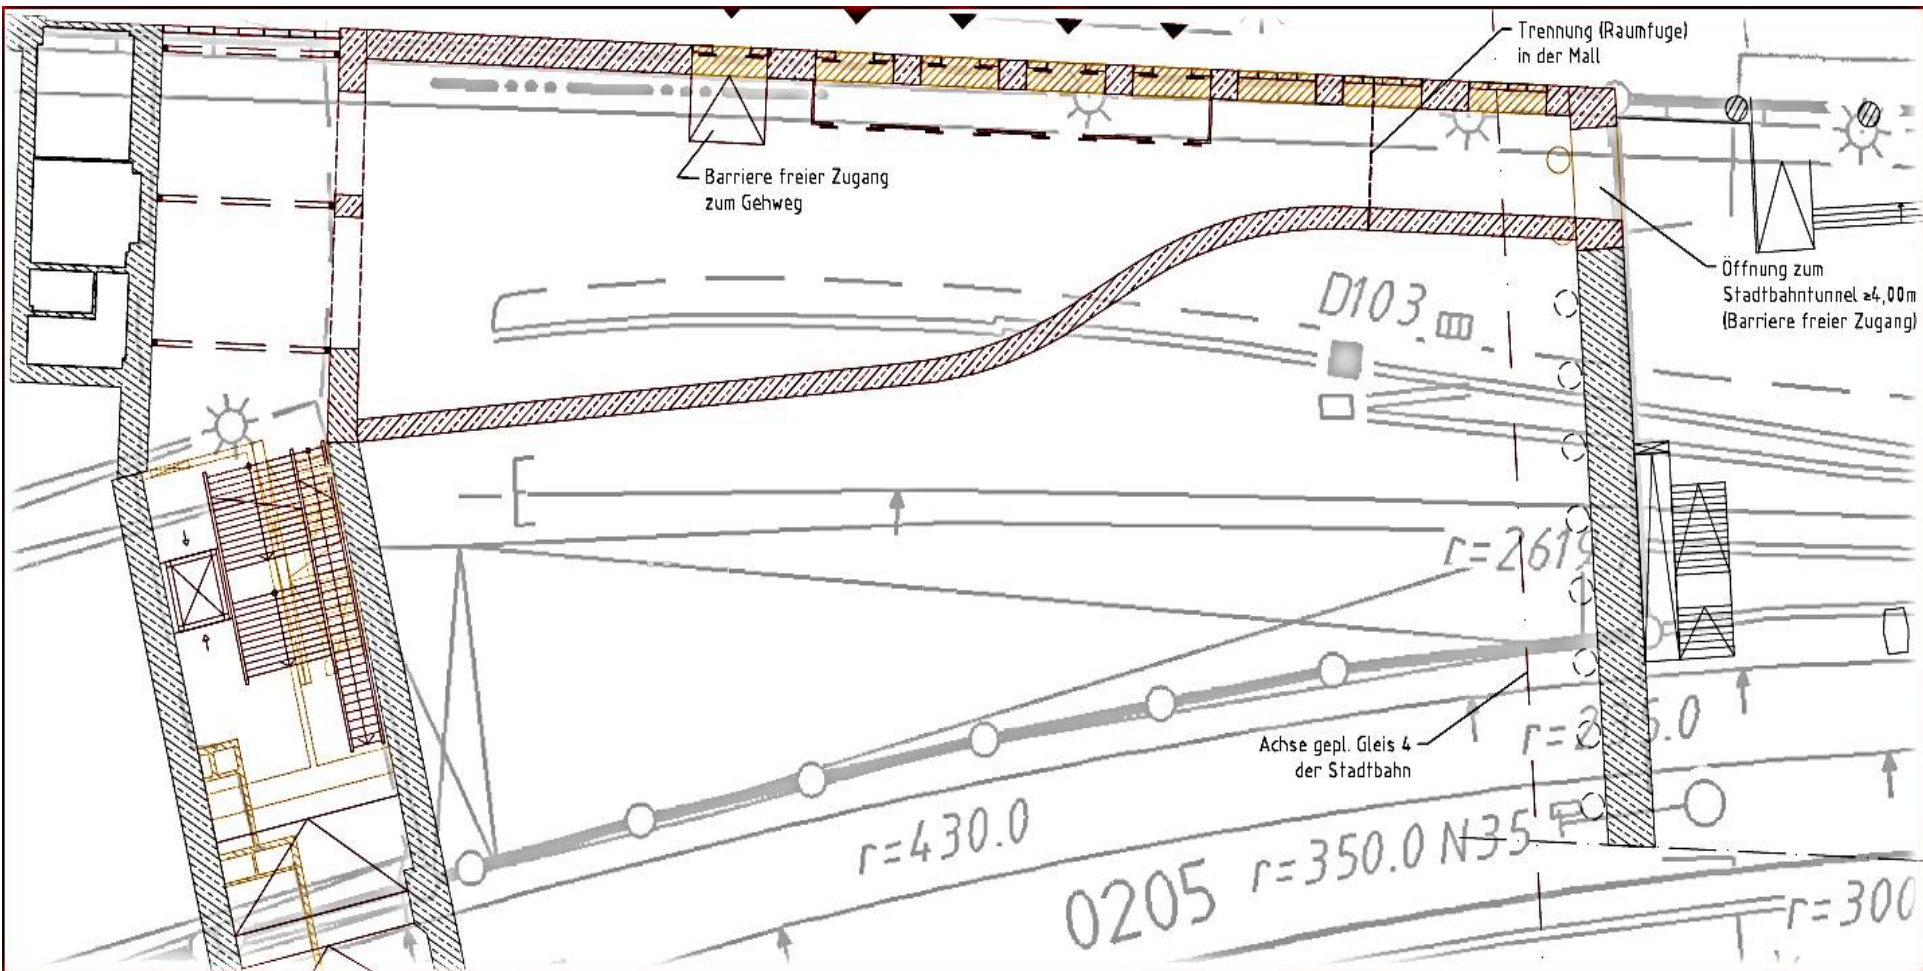 Trennung (Raumfuge)
in der Mall
Barriere freier Zugang
zum Gehweg
Öffnung zum
Stadtbahntunnel ≥4,00m
(Barriere freier Zugang)
D103
r=2619
Achse gepl. Gleis 4
der Stadtbahn
r=430.0
r=350.0 N35
0205
r=300